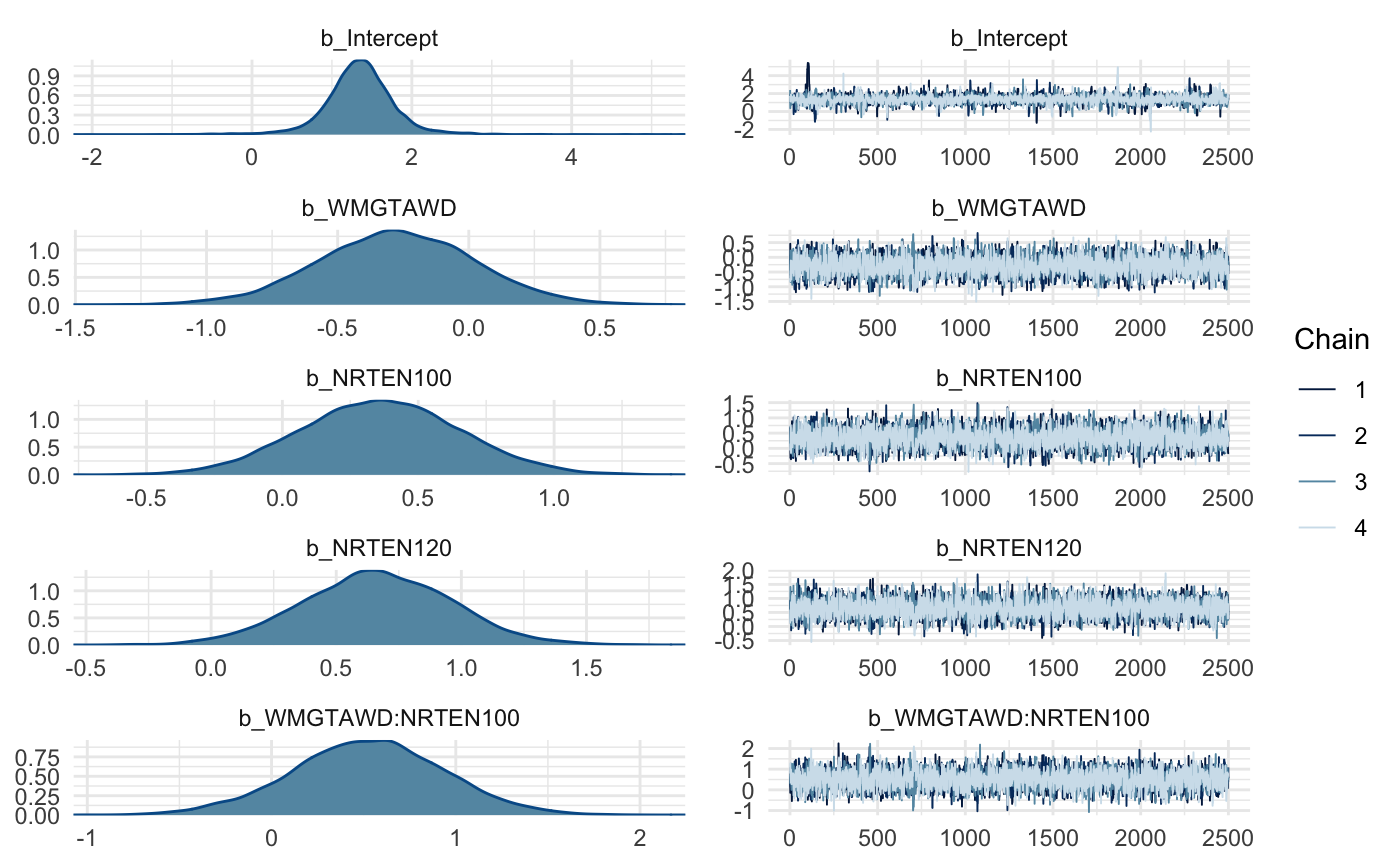 b_Intercept
0.9
0.6
0.3
0.0
-2 0 2 4
b_Intercept
4
2
0
-2
0 500 1000 1500 2000 2500
b_WMGTAWD
1.0
0.5
0.0
-1.5 -1.0 -0.5 0.0 0.5
b_WMGTAWD
0.5
0.0
-0.5
-1.0
-1.5
0 500 1000 1500 2000 2500
b_NRTEN100
1.0
0.5
0.0
-0.5 0.0 0.5 1.0
b_NRTEN100
1.5
1.0
0.5
0.0
-0.5
0 500 1000 1500 2000 2500
b_NRTEN120
1.0
0.5
0.0
-0.5 0.0 0.5 1.0 1.5
b_NRTEN120
2.0
1.5
1.0
0.5
0.0
-0.5
0 500 1000 1500 2000 2500
b_WMGTAWD:NRTEN100
0.75
0.50
0.25
0.00
-1 0 1 2
b_WMGTAWD:NRTEN100
2
1
0
-1
0 500 1000 1500 2000 2500
Chain
1
2
3
4